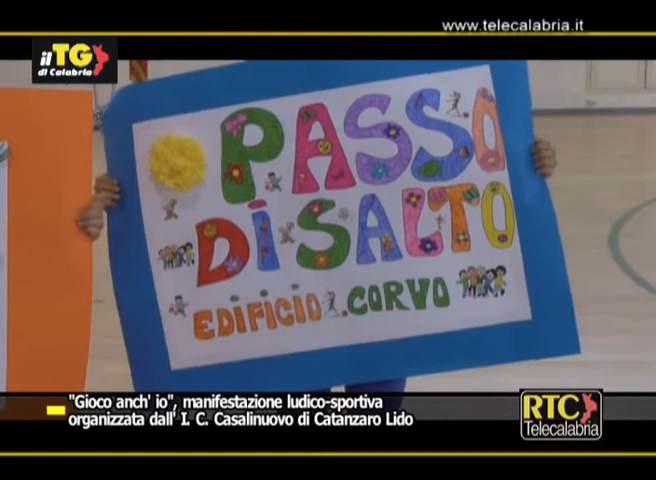 www.telecalabria.it
il TG
di Calabria
PASSO
Di SALTO
EDiFiCiO CORVO
"Gioco anch' io", manifestazione ludico-sportiva
organizzata dall' I. C. Casalinuovo di Catanzaro Lido
RTC
Telecalabria